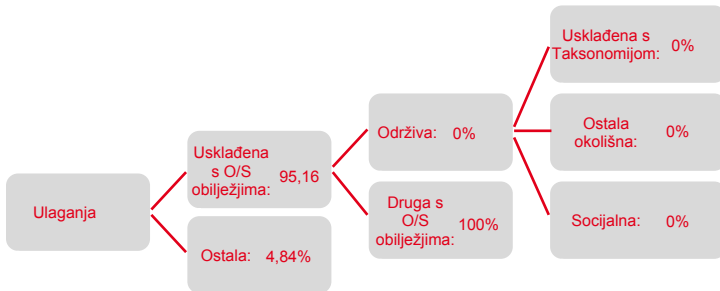 Ulaganja
Usklađena
s O/S
obilježjima: 95,16
Ostala: 4,84%
Održiva: 0%
Druga s
O/S
obilježjima: 100%
Usklađena s
Taksonomijom: 0%
Ostala
okolišna: 0%
Socijalna: 0%